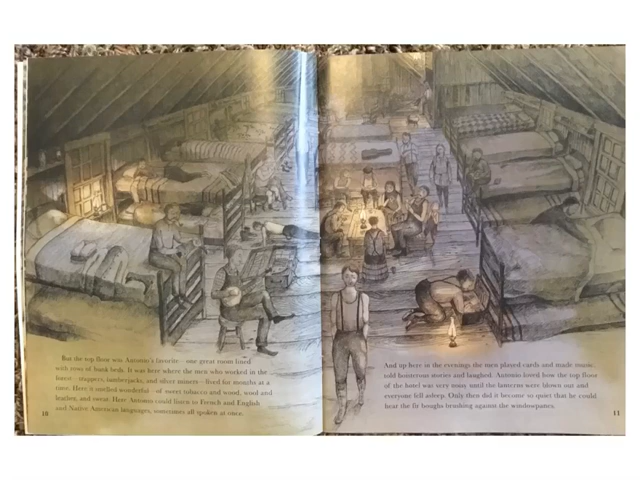 But the top floor was Antonio's favorite—one great room lined
with rows of bunk beds. It was here where the men who worked in the
forest—trappers, lumberjacks, and silver miners—lived for months at a
time. Here it smelled wonderful—of sweet tobacco and wood, wool and
leather, and sweat. Here Antonio could listen to French and English
and Native American languages, sometimes all spoken at once.
10
And up here in the evenings the men played cards and made music,
told boisterous stories and laughed. Antonio loved how the top floor
of the hotel was very noisy until the lanterns were blown out and
everyone fell asleep. Only then did it become so quiet that he could
hear the fir boughs brushing against the windowpanes.
11